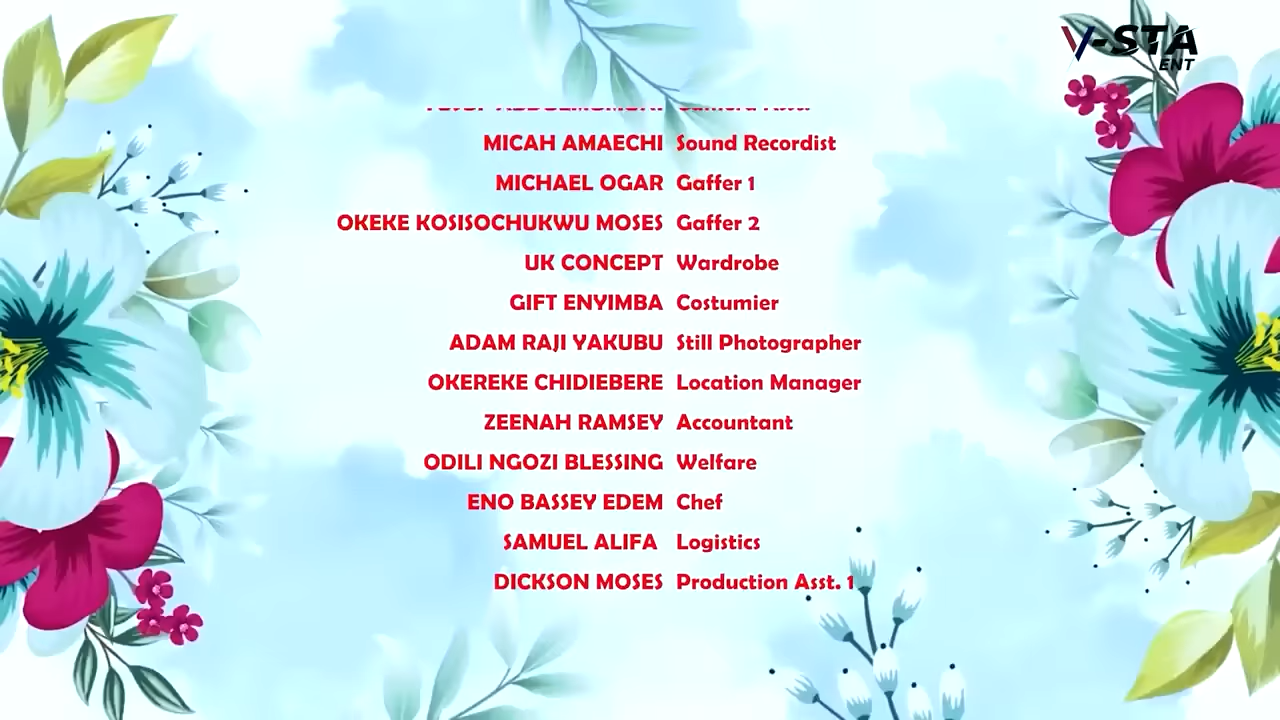 V-STA
ENT
MICAH AMAECHI Sound Recordist
MICHAEL OGAR Gaffer 1
OKEKE KOSISOCHUKWU MOSES Gaffer 2
UK CONCEPT Wardrobe
GIFT ENYIMBA Costumier
ADAM RAJI YAKUBU Still Photographer
OKEREKE CHIDIEBERE Location Manager
ZEENAH RAMSEY Accountant
ODILI NGOZI BLESSING Welfare
ENO BASSEY EDEM Chef
SAMUEL ALIFA Logistics
DICKSON MOSES Production Asst. 1